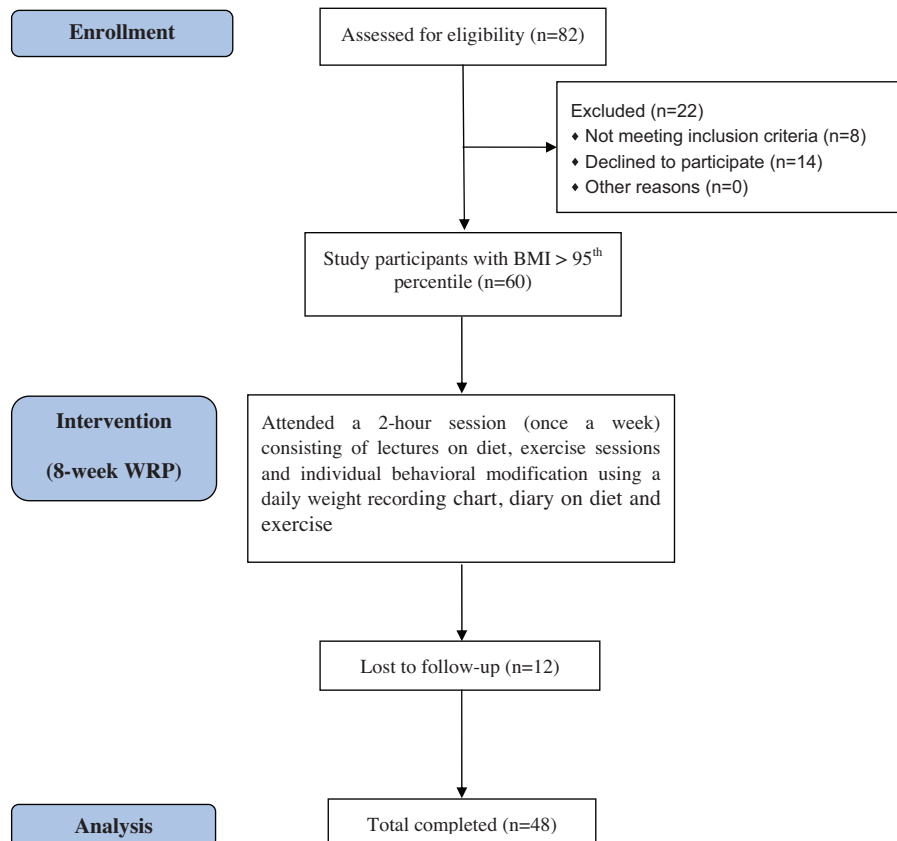 Enrollment
Assessed for eligibility (n=82)
Excluded (n=22)
♦ Not meeting inclusion criteria (n=8)
♦ Declined to participate (n=14)
♦ Other reasons (n=0)
Study participants with BMI > 95th
percentile (n=60)
Intervention
(8-week WRP)
Attended a 2-hour session (once a week)
consisting of lectures on diet, exercise sessions
and individual behavioral modification using a
daily weight recording chart, diary on diet and
exercise
Lost to follow-up (n=12)
Analysis
Total completed (n=48)